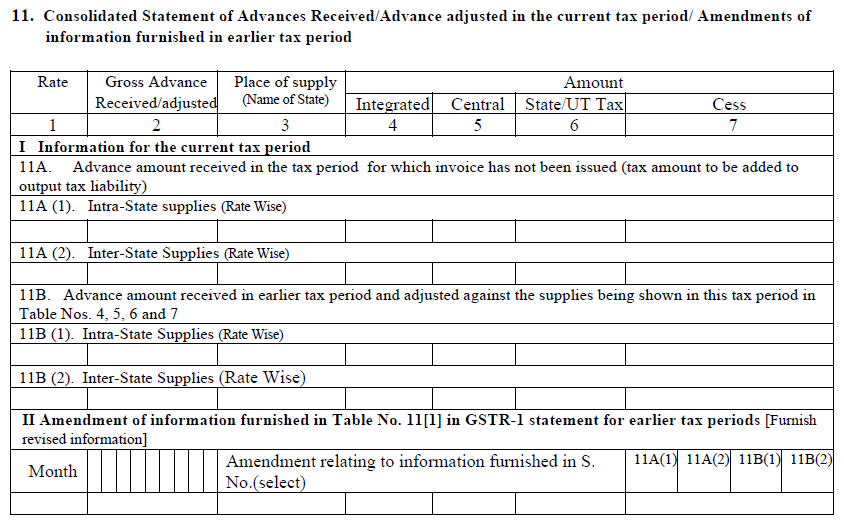 11. Consolidated Statement of Advances Received/Advance adjusted in the current tax period/ Amendments of
information furnished in earlier tax period
Rate Gross Advance Place of supply Amount
Received/adjusted (Name of State) Integrated Central State/UT Tax Cess
1 2 3 4 5 6 7
I Information for the current tax period
11A. Advance amount received in the tax period for which invoice has not been issued (tax amount to be added to
output tax liability)
11A (1). Intra-State supplies (Rate Wise)
11A (2). Inter-State Supplies (Rate Wise)
11B. Advance amount received in earlier tax period and adjusted against the supplies being shown in this tax period in
Table Nos. 4, 5, 6 and 7
11B (1). Intra-State Supplies (Rate Wise)
11B (2). Inter-State Supplies (Rate Wise)
II Amendment of information furnished in Table No. 11[1] in GSTR-1 statement for earlier tax periods [Furnish
revised information]
Month Amendment relating to information furnished in S. 11A(1) 11A(2) 11B(1) 11B(2)
No.(select)